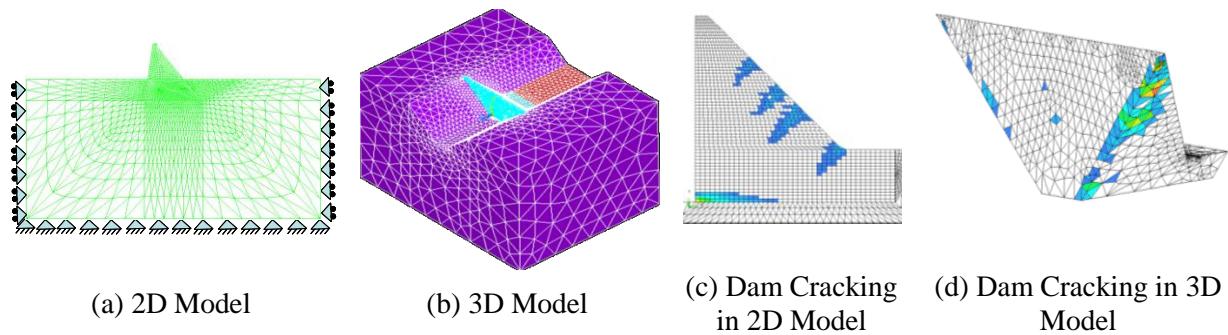 (a) 2D Model
(b) 3D Model
(c) Dam Cracking
in 2D Model
(d) Dam Cracking in 3D
Model